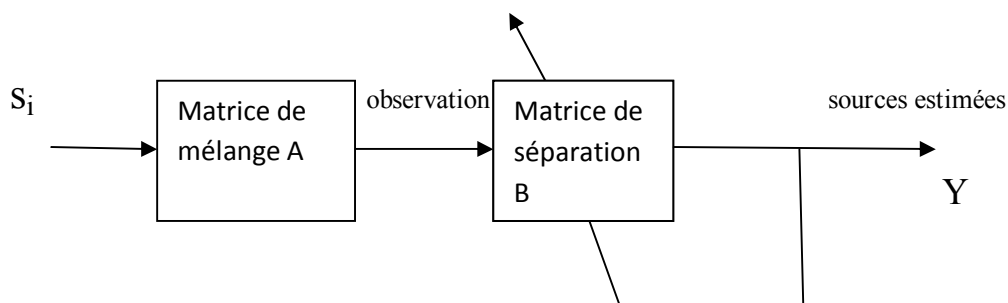 Si
Matrice de
mélange A
observation
Matrice de
séparation
B
sources estimées
Y